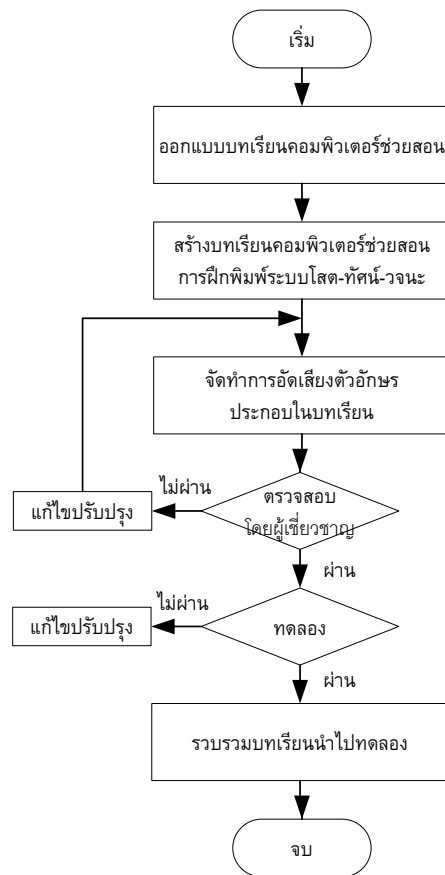 เริ่ม
ออกแบบบทเรียนคอมพิวเตอร์ช่วยสอน
สร้างบทเรียนคอมพิวเตอร์ช่วยสอน
การฝึกพิมพ์ระบบโสต-ทัศน์-วจนะ
จัดทำการอัดเสียงตัวอักษร
ประกอบในบทเรียน
ไม่ผ่าน
แก้ไขปรับปรุง
ตรวจสอบ
โดยผู้เชี่ยวชาญ
ผ่าน
ไม่ผ่าน
แก้ไขปรับปรุง
ทดลอง
ผ่าน
รวบรวมบทเรียนนำไปทดลอง
จบ